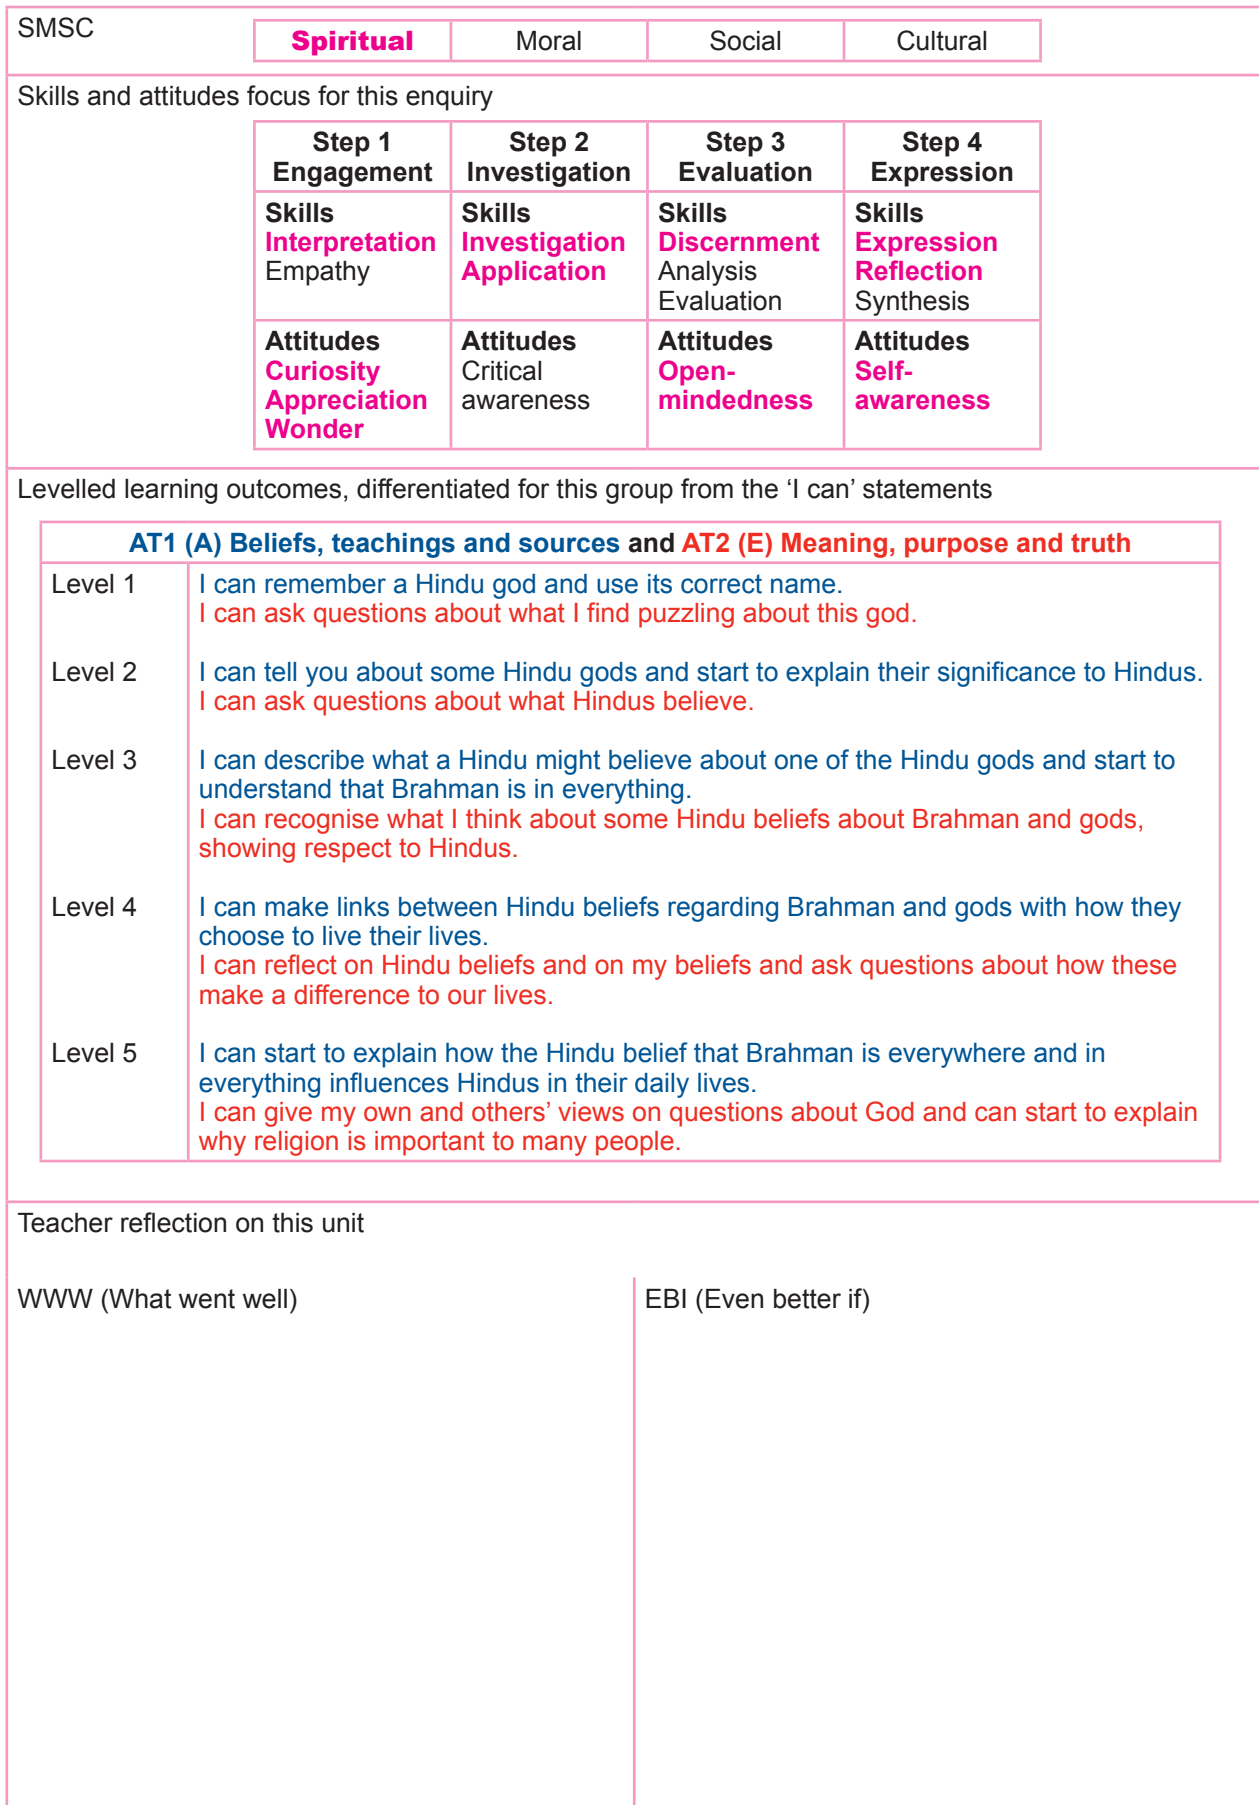 SMSC
Spiritual Moral Social Cultural
Skills and attitudes focus for this enquiry
Step 1 Step 2 Step 3 Step 4
Engagement Investigation Evaluation Expression
Skills Skills Skills Skills
Interpretation Investigation Discernment Expression
Empathy Application Analysis Reflection
Evaluation Synthesis
Attitudes Attitudes Attitudes Attitudes
Curiosity Critical Open- Self-
Appreciation awareness mindedness awareness
Wonder
Levelled learning outcomes, differentiated for this group from the ‘I can’ statements
AT1 (A) Beliefs, teachings and sources and AT2 (E) Meaning, purpose and truth
Level 1 I can remember a Hindu god and use its correct name.
I can ask questions about what I find puzzling about this god.
Level 2 I can tell you about some Hindu gods and start to explain their significance to Hindus.
I can ask questions about what Hindus believe.
Level 3 I can describe what a Hindu might believe about one of the Hindu gods and start to
understand that Brahman is in everything.
I can recognise what I think about some Hindu beliefs about Brahman and gods,
showing respect to Hindus.
Level 4 I can make links between Hindu beliefs regarding Brahman and gods with how they
choose to live their lives.
I can reflect on Hindu beliefs and on my beliefs and ask questions about how these
make a difference to our lives.
Level 5 I can start to explain how the Hindu belief that Brahman is everywhere and in
everything influences Hindus in their daily lives.
I can give my own and others’ views on questions about God and can start to explain
why religion is important to many people.
Teacher reflection on this unit
WWW (What went well) EBI (Even better if)